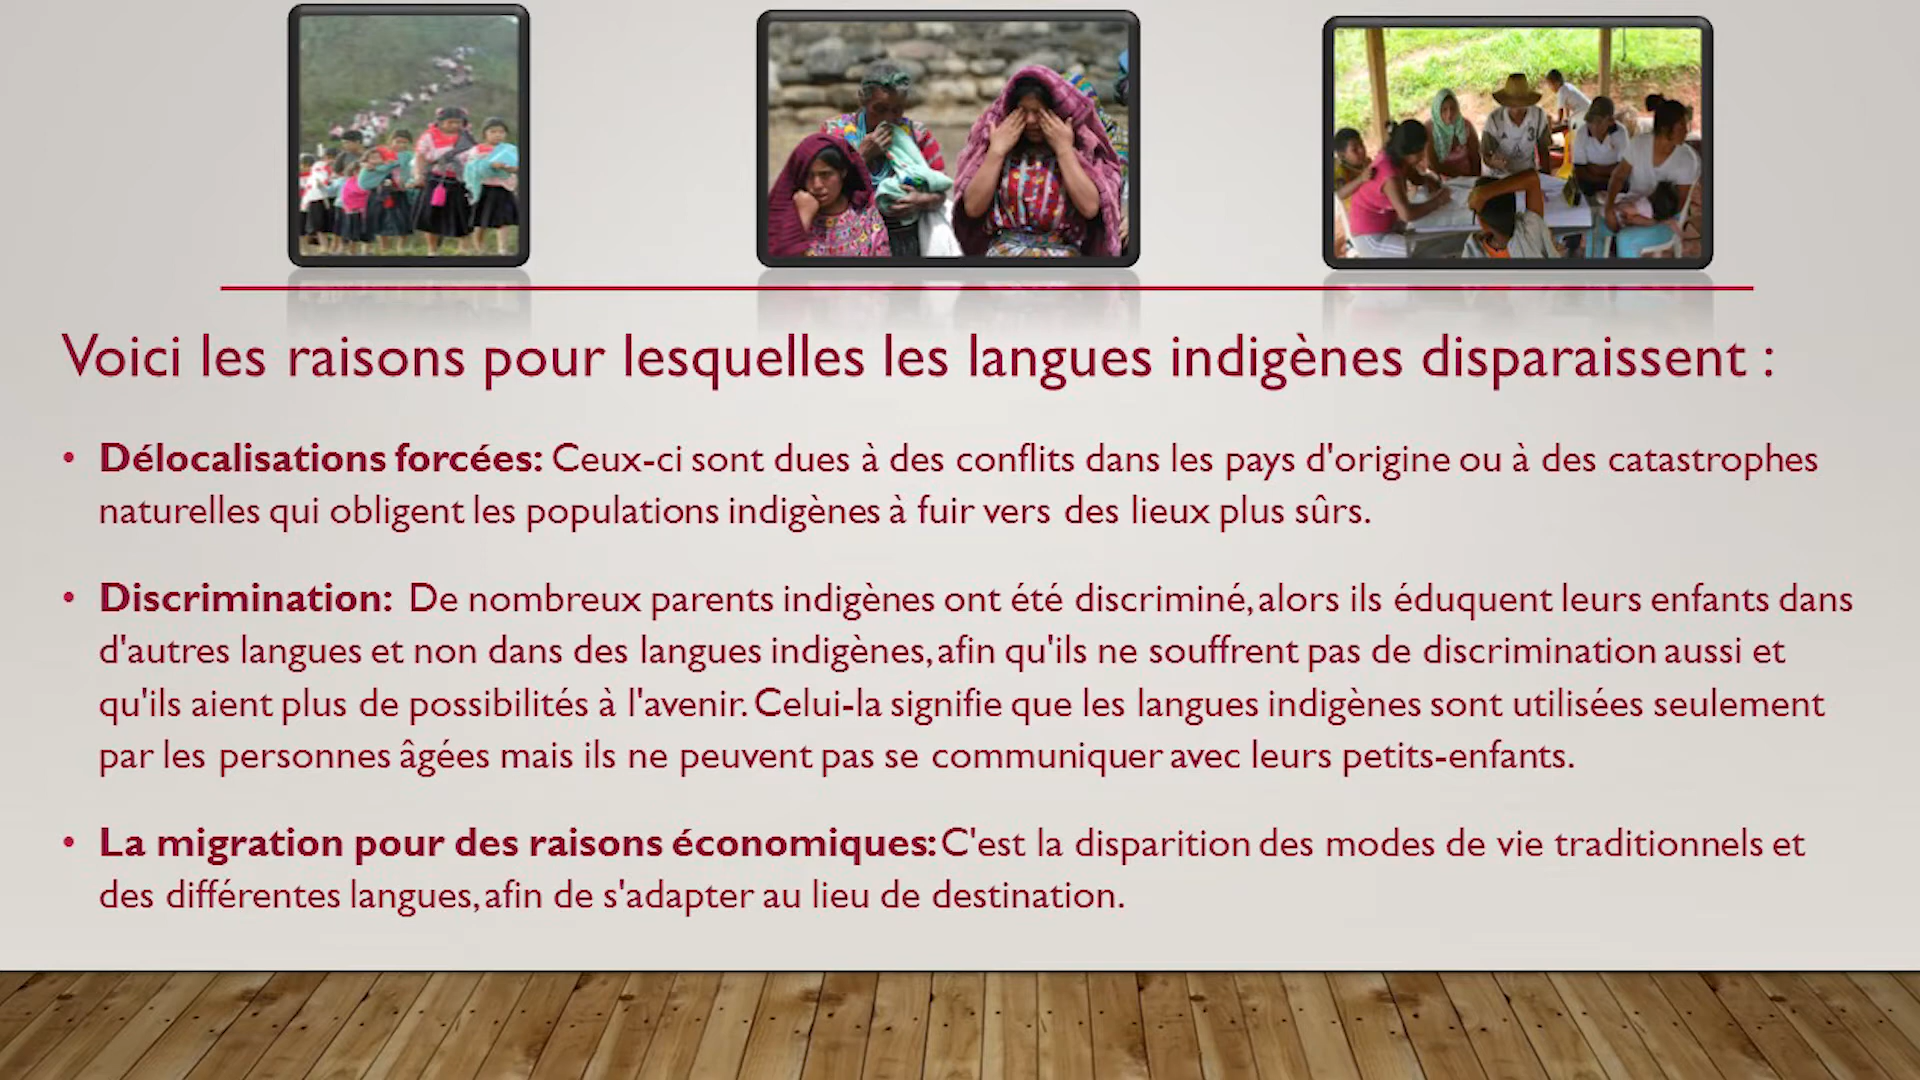 Voici les raisons pour lesquelles les langues indigènes disparaissent :
• Délocalisations forcées: Ceux-ci sont dues à des conflits dans les pays d'origine ou à des catastrophes
naturelles qui obligent les populations indigènes à fuir vers des lieux plus sûrs.
• Discrimination: De nombreux parents indigènes ont été discriminé, alors ils éduquent leurs enfants dans
d'autres langues et non dans des langues indigènes, afin qu'ils ne souffrent pas de discrimination aussi et
qu'ils aient plus de possibilités à l'avenir. Celui-la signifie que les langues indigènes sont utilisées seulement
par les personnes âgées mais ils ne peuvent pas se communiquer avec leurs petits-enfants.
• La migration pour des raisons économiques: C'est la disparition des modes de vie traditionnels et
des différentes langues, afin de s'adapter au lieu de destination.